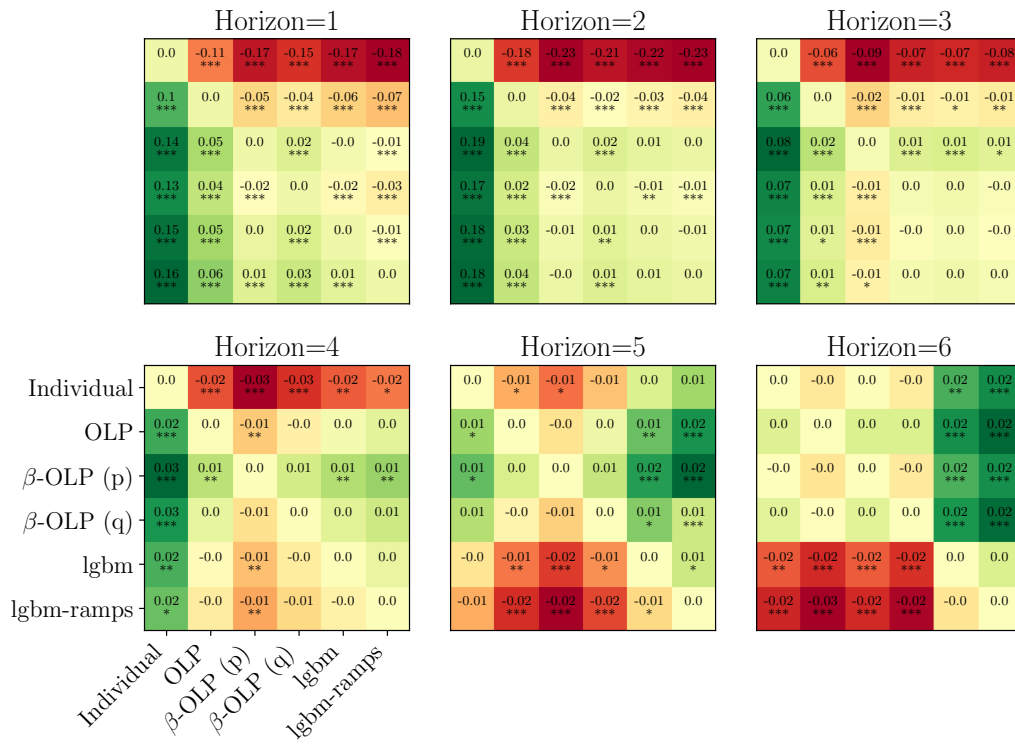 Horizon=1 Horizon=2 Horizon=3
0.0 -0.11 -0.17 -0.15 -0.17 -0.18 0.0 -0.18 -0.23 -0.21 -0.22 -0.23 0.0 -0.06 -0.09 -0.07 -0.07 -0.08
*** *** *** *** *** *** *** *** *** *** *** *** *** *** ***
0.1 0.0 -0.05 -0.04 -0.06 -0.07 0.15 0.0 -0.04 -0.02 -0.03 -0.04 0.06 0.0 -0.02 -0.01 -0.01 -0.01
*** *** *** *** *** *** *** *** *** *** *** *** *** * **
0.14 0.05 0.0 0.02 -0.0 -0.01 0.19 0.04 0.0 0.02 0.01 0.0 0.08 0.02 0.0 0.01 0.01 0.01
*** *** *** *** *** *** *** *** *** *** *** *
0.13 0.04 -0.02 0.0 -0.02 -0.03 0.17 0.02 -0.02 0.0 -0.01 -0.01 0.07 0.01 -0.01 0.0 0.0 -0.0
*** *** *** *** *** *** *** *** ** *** *** *** ***
0.15 0.05 0.0 0.02 0.0 -0.01 0.18 0.03 -0.01 0.01 0.0 -0.01 0.07 0.01 -0.01 -0.0 0.0 -0.0
*** *** *** *** *** *** ** *** * ***
0.16 0.06 0.01 0.03 0.01 0.0 0.18 0.04 -0.0 0.01 0.01 0.0 0.07 0.01 -0.01 0.0 0.0 0.0
*** *** *** *** *** *** *** *** *** ** *
Horizon=4 Horizon=5 Horizon=6
Individual 0.0 -0.02 -0.03 -0.03 -0.02 -0.02 0.0 -0.01 -0.01 -0.01 0.0 0.01 0.0 -0.0 0.0 -0.0 0.02 0.02
*** *** *** ** * * * ** ***
OLP 0.02 0.0 -0.01 -0.0 0.0 0.0 0.01 0.0 -0.0 0.0 0.01 0.02 0.0 0.0 0.0 0.0 0.02 0.03
*** ** * ** *** *** ***
β-OLP (p) 0.03 0.01 0.0 0.01 0.01 0.01 0.01 0.0 0.0 0.01 0.02 0.02 -0.0 -0.0 0.0 -0.0 0.02 0.02
*** ** ** ** * *** *** *** ***
β-OLP (q) 0.03 0.0 -0.01 0.0 0.0 0.01 0.01 -0.0 -0.01 0.0 0.01 0.01 0.0 -0.0 0.0 0.0 0.02 0.02
*** * *** *** ***
lgbm 0.02 -0.0 -0.01 -0.0 0.0 0.0 -0.0 -0.01 -0.02 -0.01 0.0 0.01 -0.02 -0.02 -0.02 -0.02 0.0 0.0
** ** ** *** * * ** *** *** ***
lgbm-ramps 0.02 -0.0 -0.01 -0.01 -0.0 0.0 -0.01 -0.02 -0.02 -0.02 -0.01 0.0 -0.02 -0.03 -0.02 -0.02 -0.0 0.0
* ** *** *** *** * *** *** *** ***
Individual
OLP
β-OLP (p)
β-OLP (q)
lgbm
lgbm-ramps